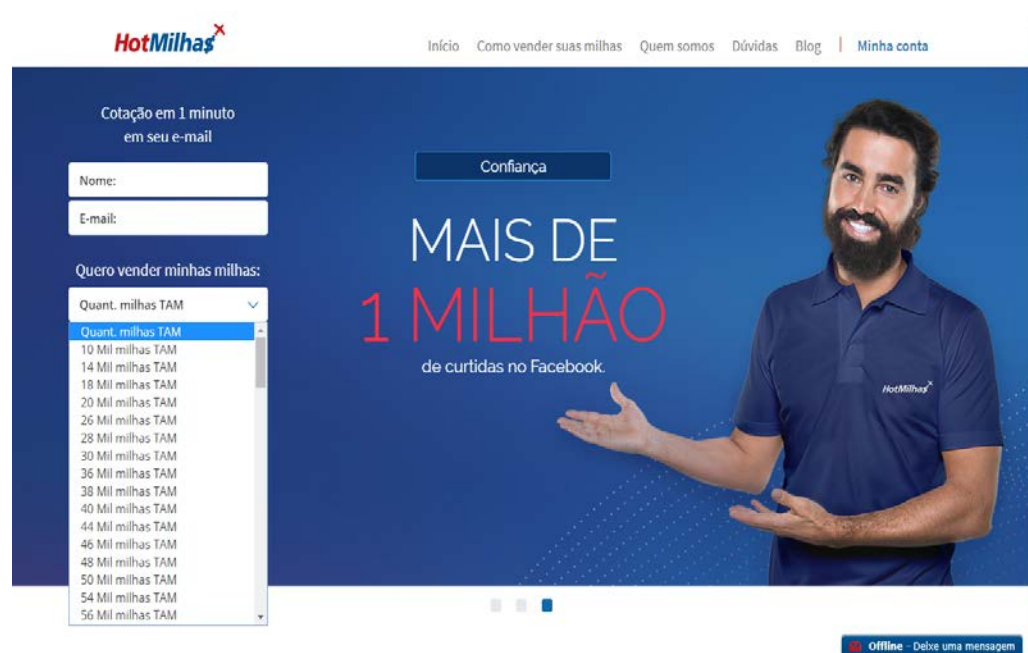 HotMilha$
Início Como vender suas milhas Quem somos Dúvidas Blog | Minha conta
Cotação em 1 minuto
em seu e-mail
Nome:
E-mail:
Quero vender minhas milhas:
Quant. milhas TAM
Quant. milhas TAM
10 Mil milhas TAM
14 Mil milhas TAM
18 Mil milhas TAM
20 Mil milhas TAM
26 Mil milhas TAM
28 Mil milhas TAM
30 Mil milhas TAM
36 Mil milhas TAM
38 Mil milhas TAM
40 Mil milhas TAM
44 Mil milhas TAM
46 Mil milhas TAM
48 Mil milhas TAM
50 Mil milhas TAM
54 Mil milhas TAM
56 Mil milhas TAM
Confiança
MAIS DE
1 MILHÃO
de curtidas no Facebook.
HotMilha$
Offline - Deixe uma mensagem